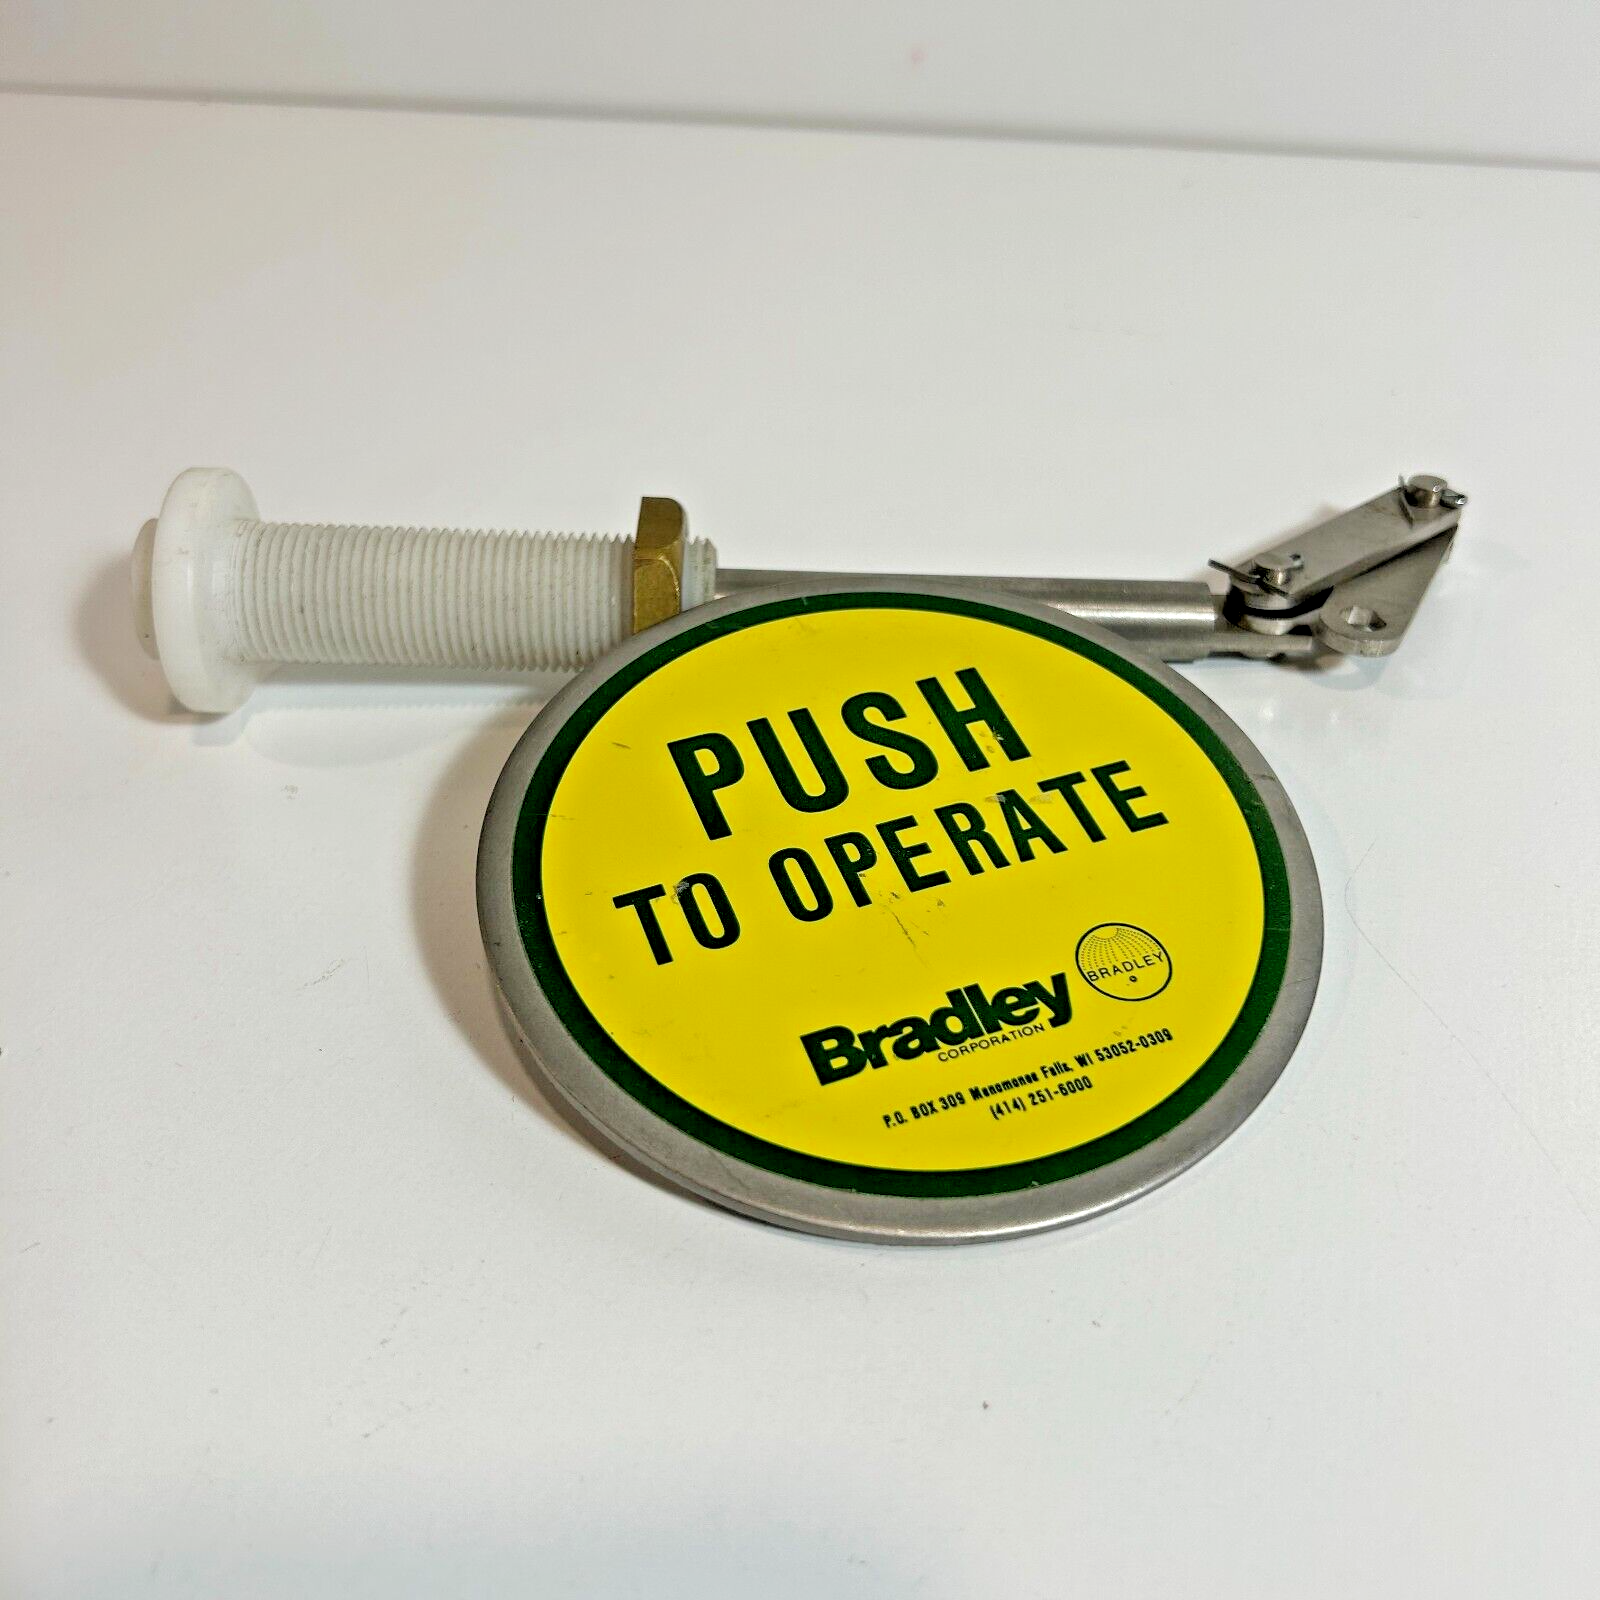 PUSH
TO OPERATE
Bradley
CORPORATION
BRADLEY
P.O. BOX 309 Menomonee Falls, WI 53052-0309
(414) 251-6000